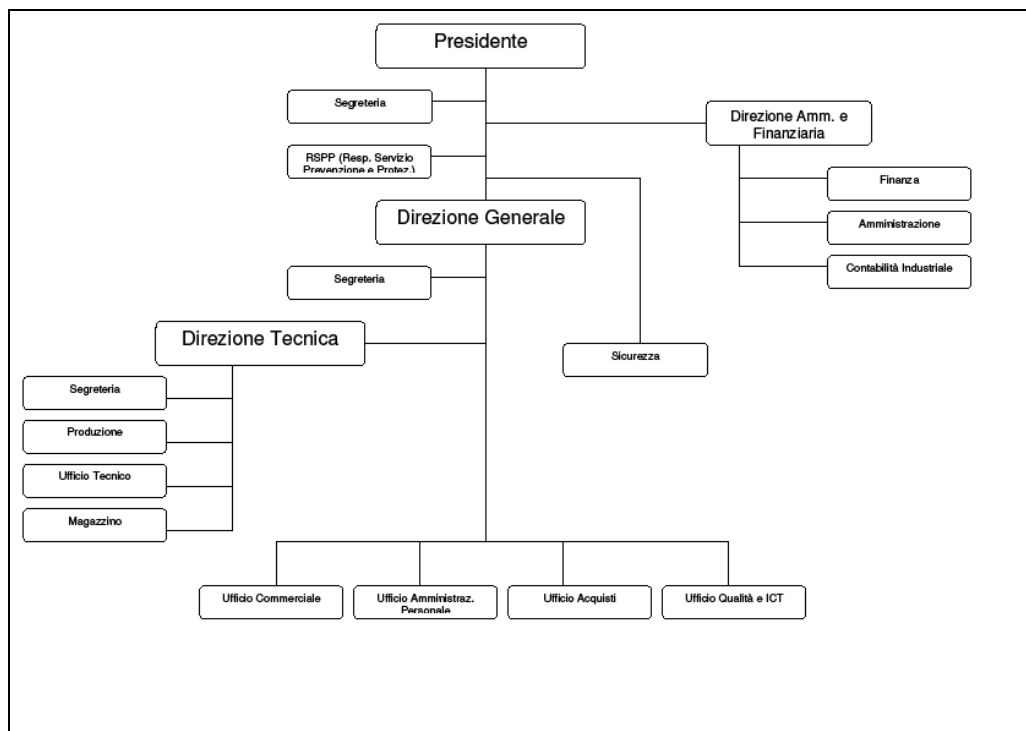 Presidente
Segreteria
Direzione Amm. e
Finanziaria
RSPP (Resp. Servizio
Prevenzione e Protez.)
Finanza
Direzione Generale
Amministrazione
Contabilità Industriale
Segreteria
Direzione Tecnica
Sicurezza
Segreteria
Produzione
Ufficio Tecnico
Magazzino
Ufficio Commerciale
Ufficio Amministraz.
Personale
Ufficio Acquisti
Ufficio Qualità e ICT